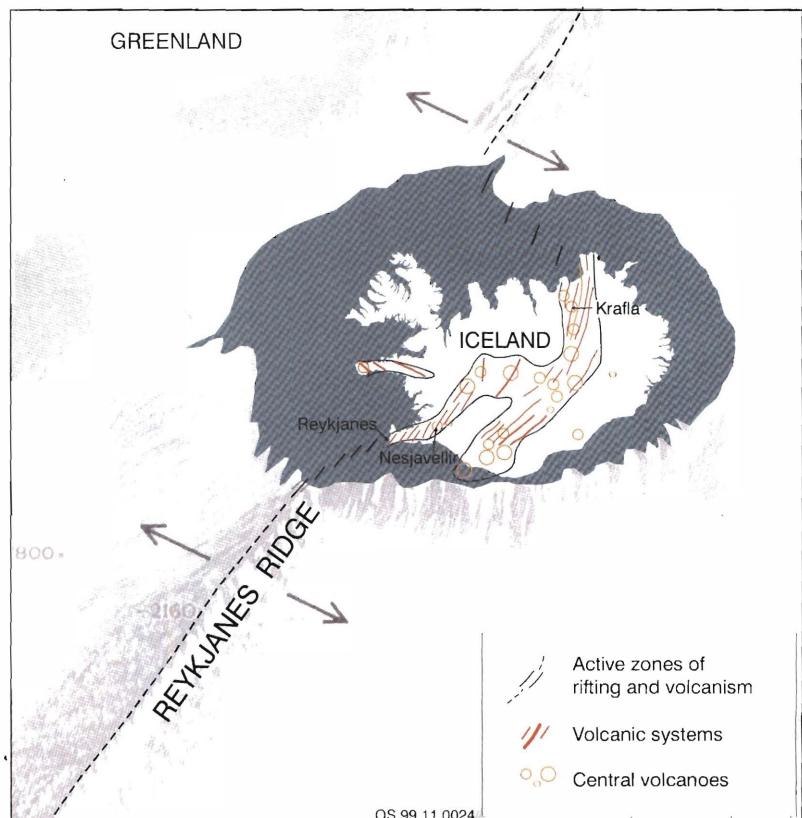 GREENLAND
Krafla
ICELAND
Reykjanes
Nesjavellir
800
2160
REYKJANES RIDGE
Active zones of
rifting and volcanism
Volcanic systems
Central volcanoes
OS 99.11.0024